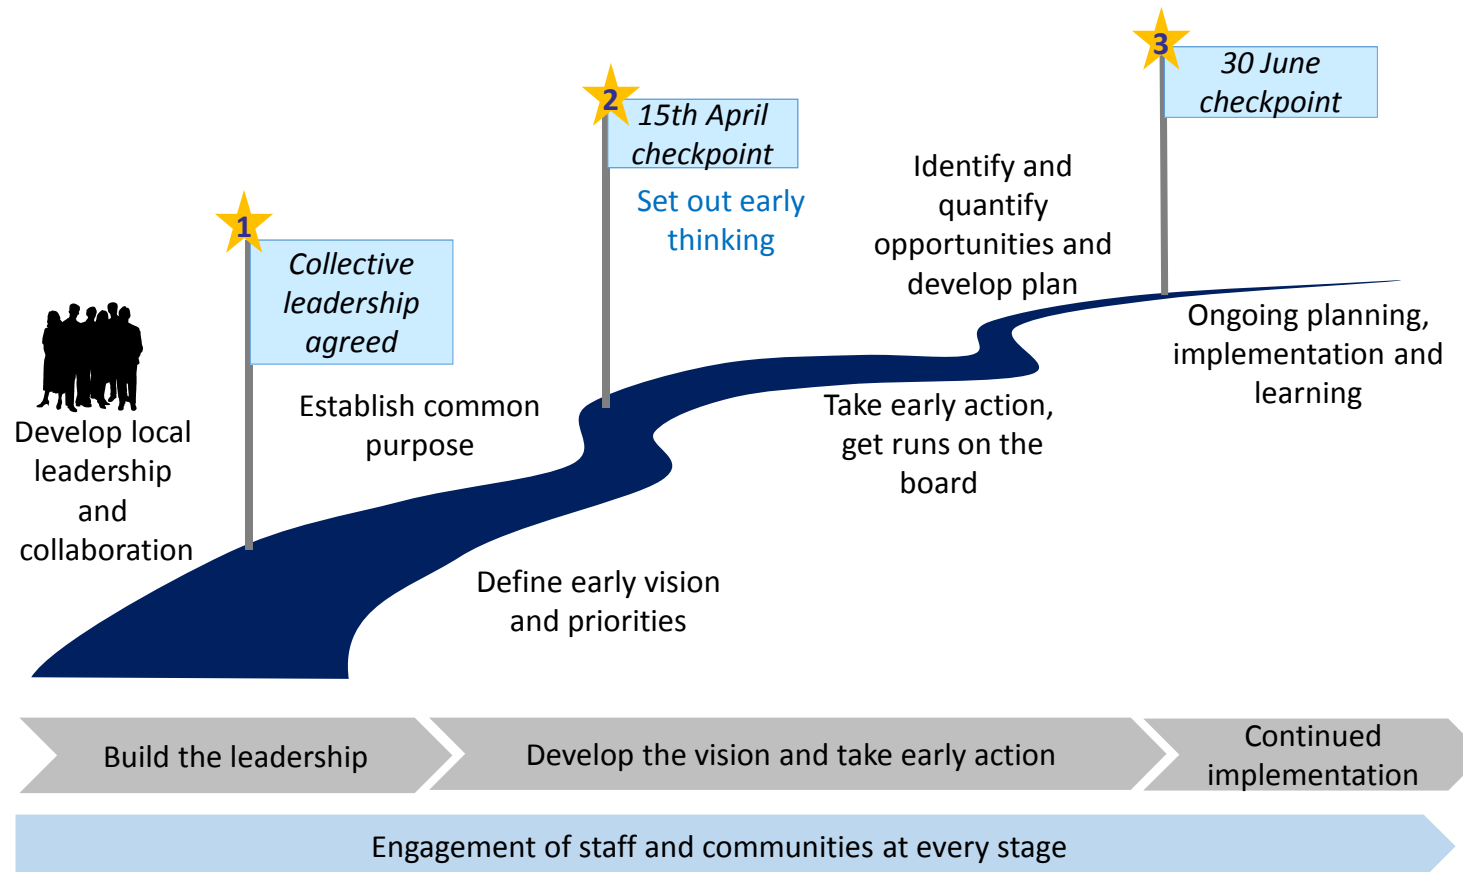 1
Collective
leadership
agreed
2
15th April
checkpoint
Set out early
thinking
3
30 June
checkpoint
Develop local
leadership
and
collaboration
Establish common
purpose
Define early vision
and priorities
Identify and
quantify
opportunities and
develop plan
Take early action,
get runs on the
board
Ongoing planning,
implementation and
learning
Build the leadership
Develop the vision and take early action
Continued
implementation
Engagement of staff and communities at every stage